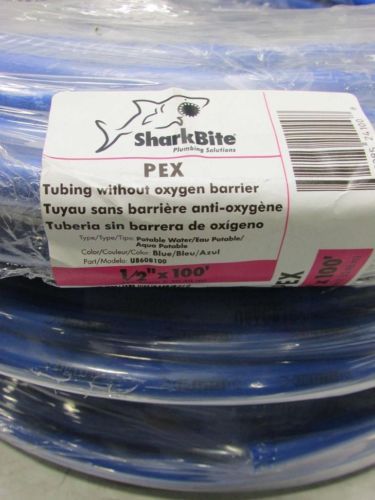 SharkBite®
Plumbing Solutions
PEX
Tubing without oxygen barrier
Tuyau sans barrière anti-oxygène
Tuberia sin barrera de oxígeno
Type/Type/Tipo: Potable Water/Eau Potable/
Aqua Potable
Color/Couleur/Color: Blue/Bleu/Azul
Part/Modelo: U860B100
1/2" x 100'
PEX
x 100'